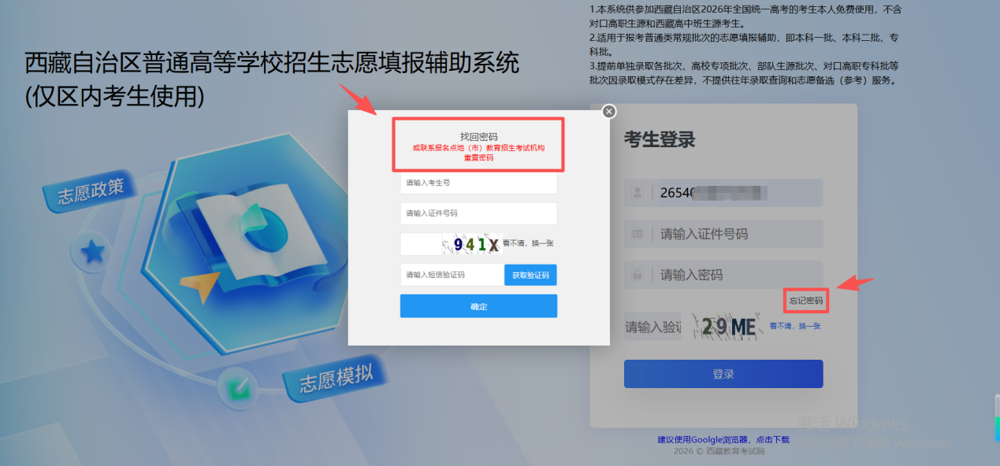 1.本系统供参加西藏自治区2026年全国统一高考的考生本人免费使用，不含
对口高职生源和西藏高中班生源考生。
2.适用于报考普通类常规批次的志愿填报辅助，即本科一批、本科二批、专
科批。
3.提前单独录取各批次、高校专项批次、部队生源批次、对口高职专科批等
批次因录取模式存在差异，不提供往年录取查询和志愿备选（参考）服务。
西藏自治区普通高等学校招生志愿填报辅助系统
(仅区内考生使用)
志愿政策
志愿模拟
找回密码
或联系报名点地（市）教育招生考试机构
重置密码
请输入考生号
请输入证件号码
941X
看不清，换一张
请输入短信验证码
获取验证码
确定
考生登录
2654
请输入证件号码
请输入密码
忘记密码
请输入验证
29ME
看不清，换一张
登录
建议使用Goolgle浏览器，点击下载
2026 © 西藏教育考试院
激活 Windows